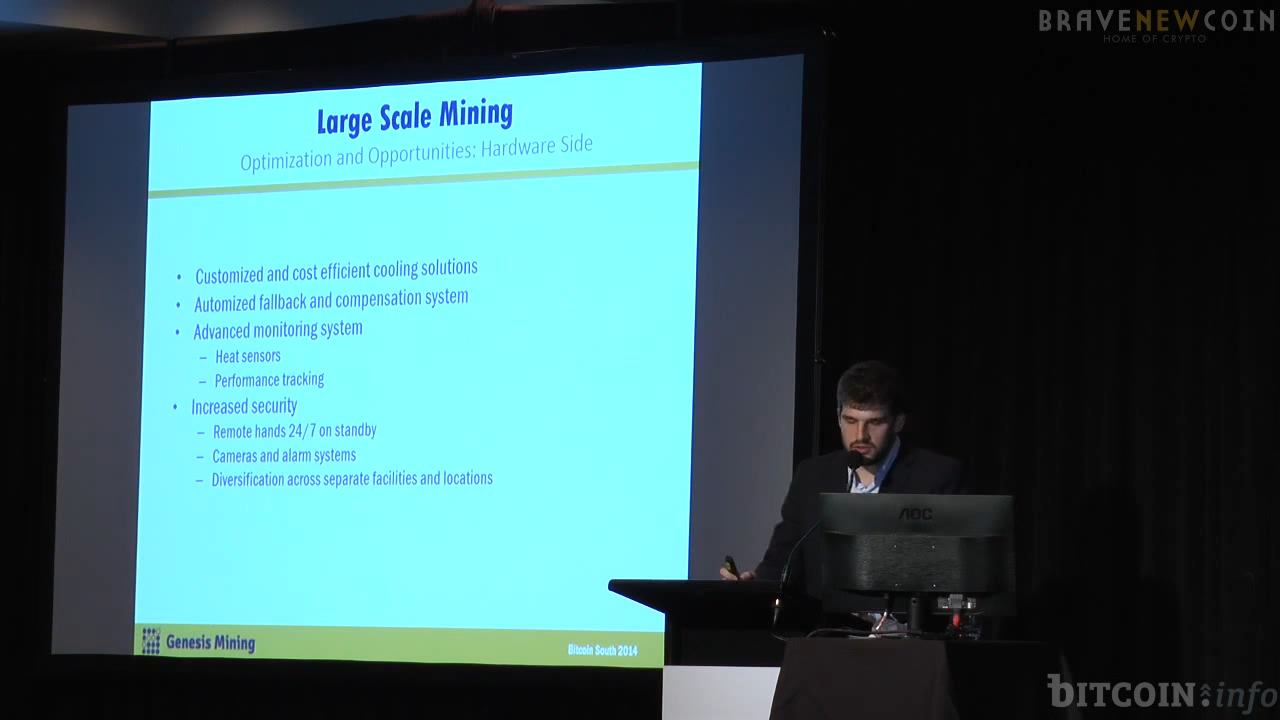 BRAVENEWCOIN
HOME OF CRYPTO
Large Scale Mining
Optimization and Opportunities: Hardware Side
• Customized and cost efficient cooling solutions
• Automized fallback and compensation system
• Advanced monitoring system
– Heat sensors
– Performance tracking
• Increased security
– Remote hands 24/7 on standby
– Cameras and alarm systems
– Diversification across separate facilities and locations
Genesis Mining
Bitcoin South 2014
AOC
BITCOIN:info